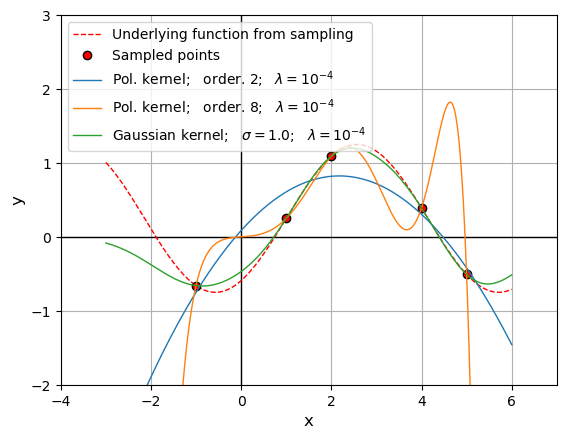 Underlying function from sampling
Sampled points
Pol. kernel;   order. 2;   λ = 10⁻⁴
Pol. kernel;   order. 8;   λ = 10⁻⁴
Gaussian kernel;   σ = 1.0;   λ = 10⁻⁴
3
2
1
0
−1
−2
y
−4 −2 0 2 4 6
x